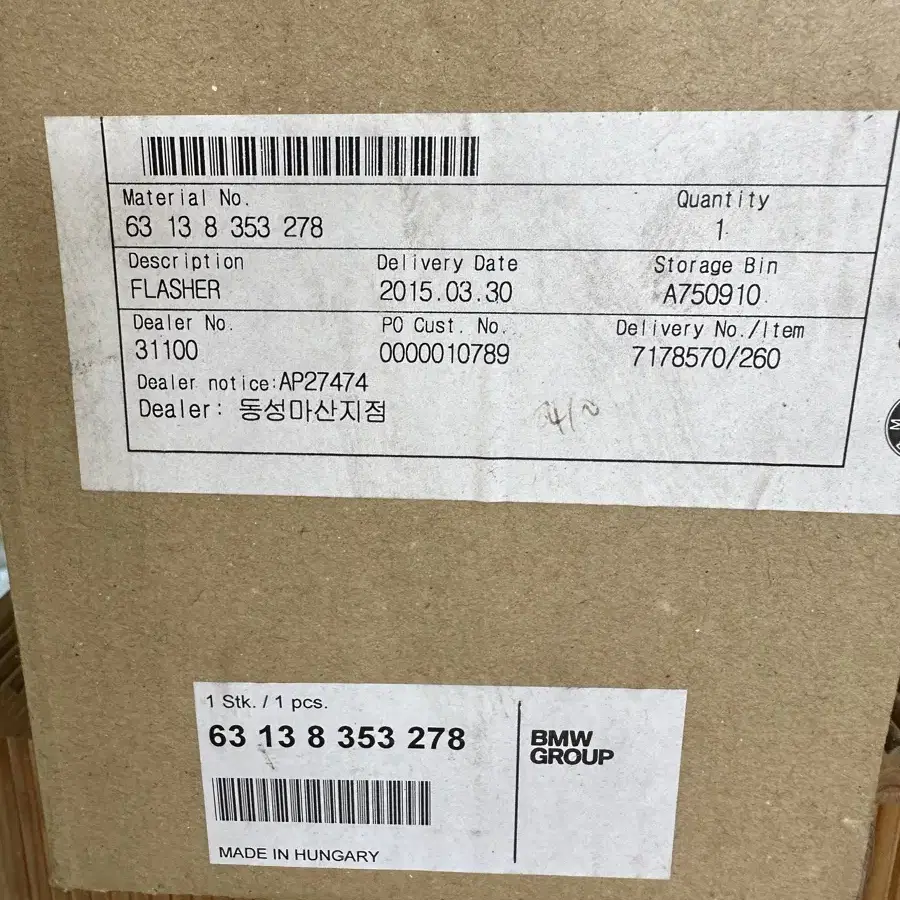 Material No.
63 13 8 353 278
Quantity
1
Description
FLASHER
Delivery Date
2015.03.30
Storage Bin
A750910
Dealer No.
31100
PO Cust. No.
0000010789
Delivery No./Item
7178570/260
Dealer notice:AP27474
Dealer: 동성마산지점
1 Stk. / 1 pcs.
63 13 8 353 278
BMW
GROUP
MADE IN HUNGARY